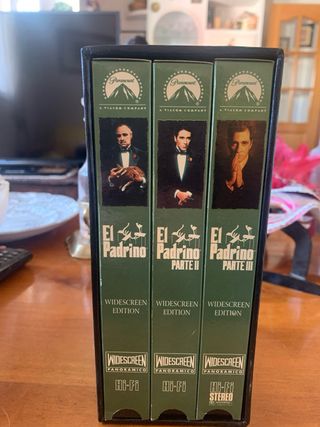 Paramount
A VIACOM COMPANY
El
Padrino
WIDESCREEN
EDITION
WIDESCREEN
PANORAMICO
Hi-Fi
Paramount
A VIACOM COMPANY
El
Padrino
PARTE II
WIDESCREEN
EDITION
WIDESCREEN
PANORAMICO
Hi-Fi
Paramount
A VIACOM COMPANY
El
Padrino
PARTE III
WIDESCREEN
EDITION
WIDESCREEN
PANORAMICO
Hi-Fi
STEREO